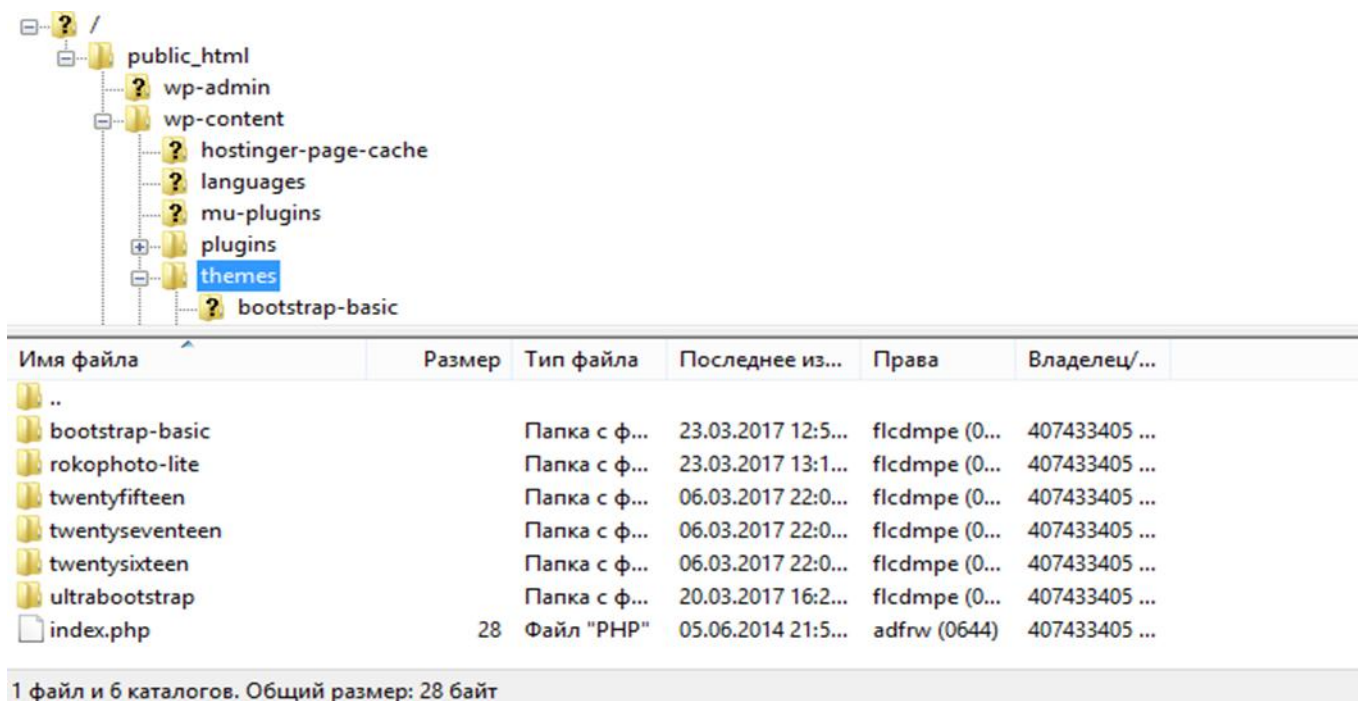 /
public_html
wp-admin
wp-content
hostinger-page-cache
languages
mu-plugins
plugins
themes
bootstrap-basic
Имя файла Размер Тип файла Последнее из... Права Владелец/...
..
bootstrap-basic Папка с ф... 23.03.2017 12:5... flcdmpe (0... 407433405 ...
rokophoto-lite Папка с ф... 23.03.2017 13:1... flcdmpe (0... 407433405 ...
twentyfifteen Папка с ф... 06.03.2017 22:0... flcdmpe (0... 407433405 ...
twentyseventeen Папка с ф... 06.03.2017 22:0... flcdmpe (0... 407433405 ...
twentysixteen Папка с ф... 06.03.2017 22:0... flcdmpe (0... 407433405 ...
ultrabootstrap Папка с ф... 20.03.2017 16:2... flcdmpe (0... 407433405 ...
index.php 28 Файл "PHP" 05.06.2014 21:5... adfrw (0644) 407433405 ...
1 файл и 6 каталогов. Общий размер: 28 байт